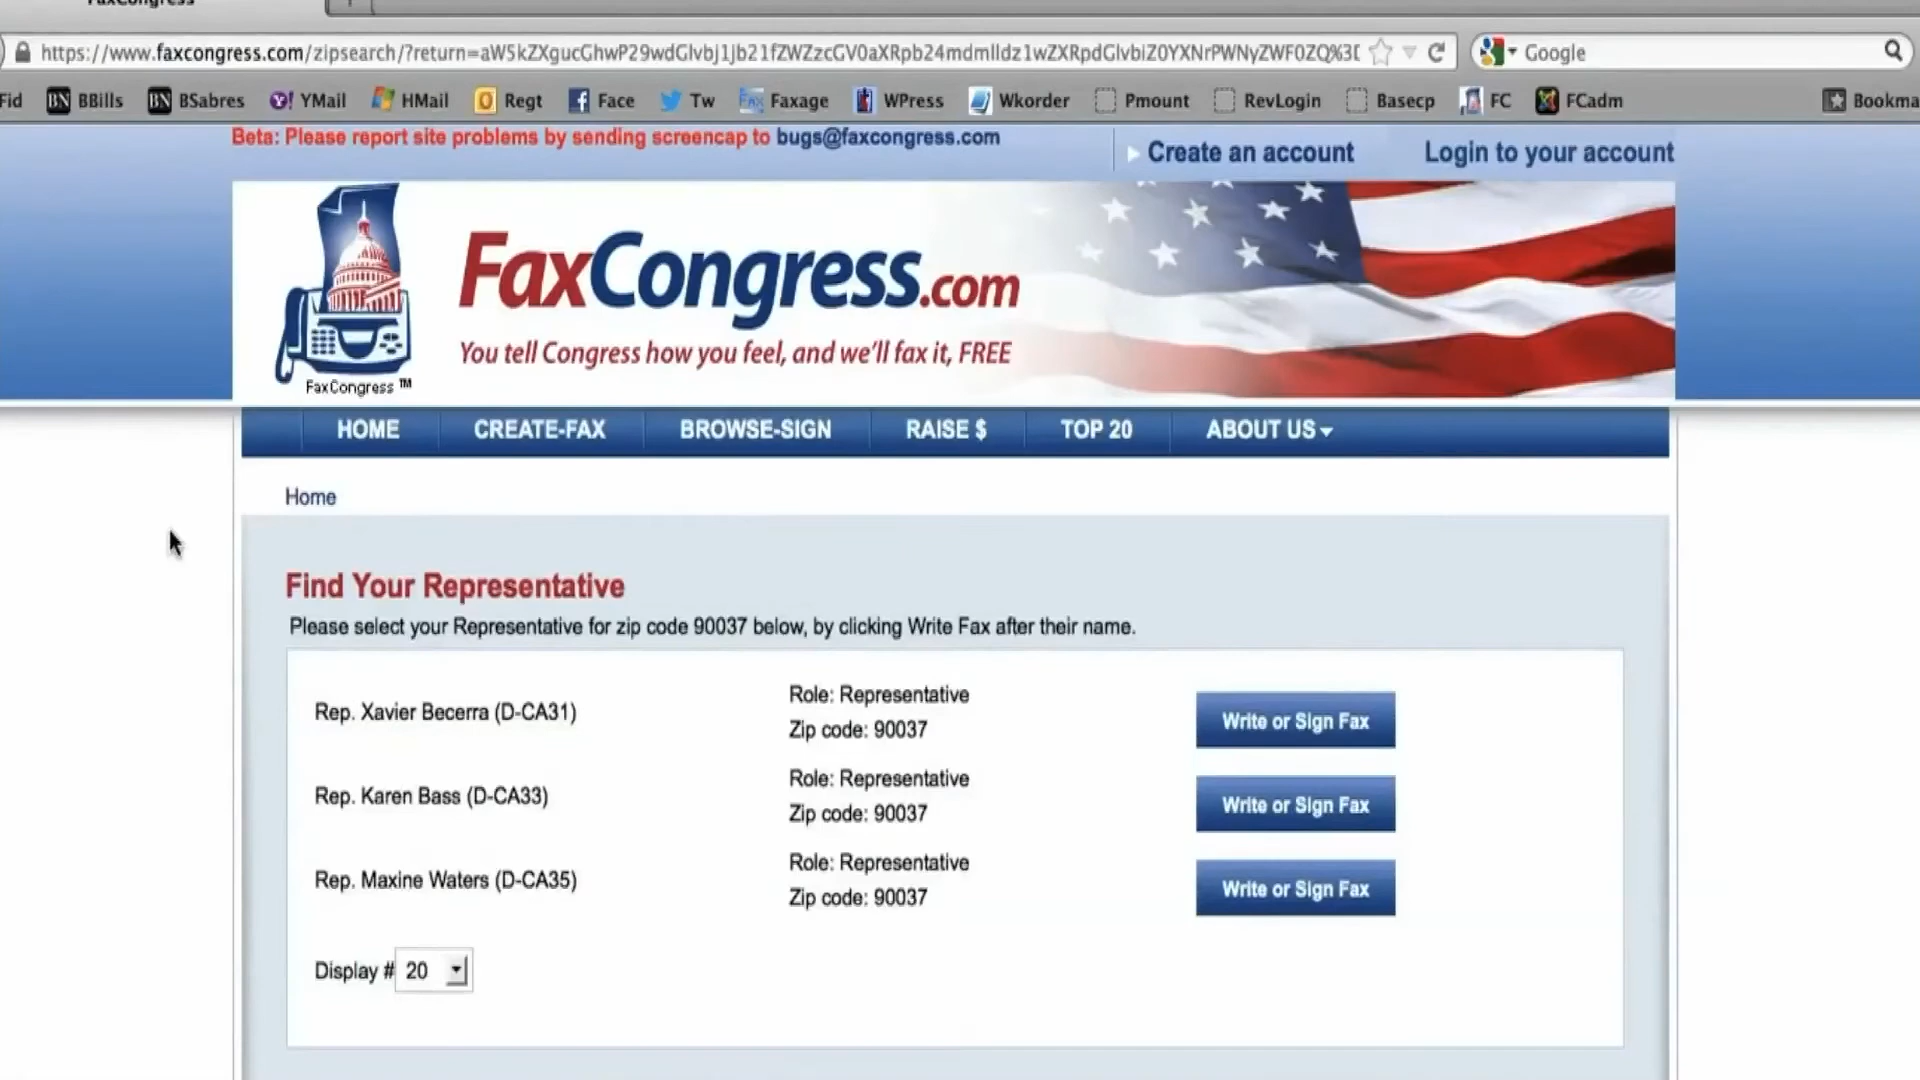 FaxCongress
https://www.faxcongress.com/zipsearch/?return=
Google
Fid BBills BSabres YMail HMail Regt Face Tw Faxage WPress Wkorder Pmount RevLogin Basecp FC FCadm Bookma
Beta: Please report site problems by sending screencap to bugs@faxcongress.com
Create an account Login to your account
FaxCongress.com
You tell Congress how you feel, and we'll fax it, FREE
FaxCongress ™
HOME CREATE-FAX BROWSE-SIGN RAISE $ TOP 20 ABOUT US
Home
Find Your Representative
Please select your Representative for zip code 90037 below, by clicking Write Fax after their name.
Rep. Xavier Becerra (D-CA31) Role: Representative Write or Sign Fax
Zip code: 90037
Rep. Karen Bass (D-CA33) Role: Representative Write or Sign Fax
Zip code: 90037
Rep. Maxine Waters (D-CA35) Role: Representative Write or Sign Fax
Zip code: 90037
Display # 20